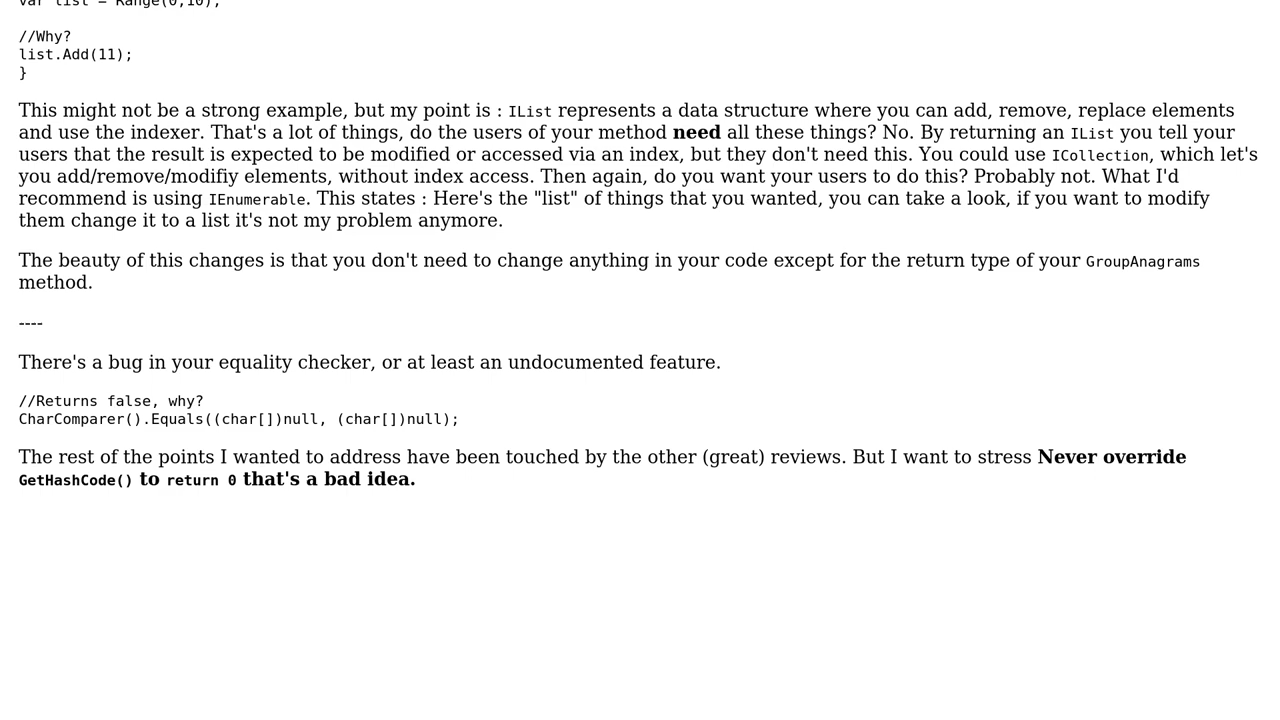 var list = Range(0,10);
//Why?
list.Add(11);
}
This might not be a strong example, but my point is : IList represents a data structure where you can add, remove, replace elements
and use the indexer. That's a lot of things, do the users of your method need all these things? No. By returning an IList you tell your
users that the result is expected to be modified or accessed via an index, but they don't need this. You could use ICollection, which let's
you add/remove/modifiy elements, without index access. Then again, do you want your users to do this? Probably not. What I'd
recommend is using IEnumerable. This states : Here's the "list" of things that you wanted, you can take a look, if you want to modify
them change it to a list it's not my problem anymore.
The beauty of this changes is that you don't need to change anything in your code except for the return type of your GroupAnagrams
method.
----
There's a bug in your equality checker, or at least an undocumented feature.
//Returns false, why?
CharComparer().Equals((char[])null, (char[])null);
The rest of the points I wanted to address have been touched by the other (great) reviews. But I want to stress Never override
GetHashCode() to return 0 that's a bad idea.